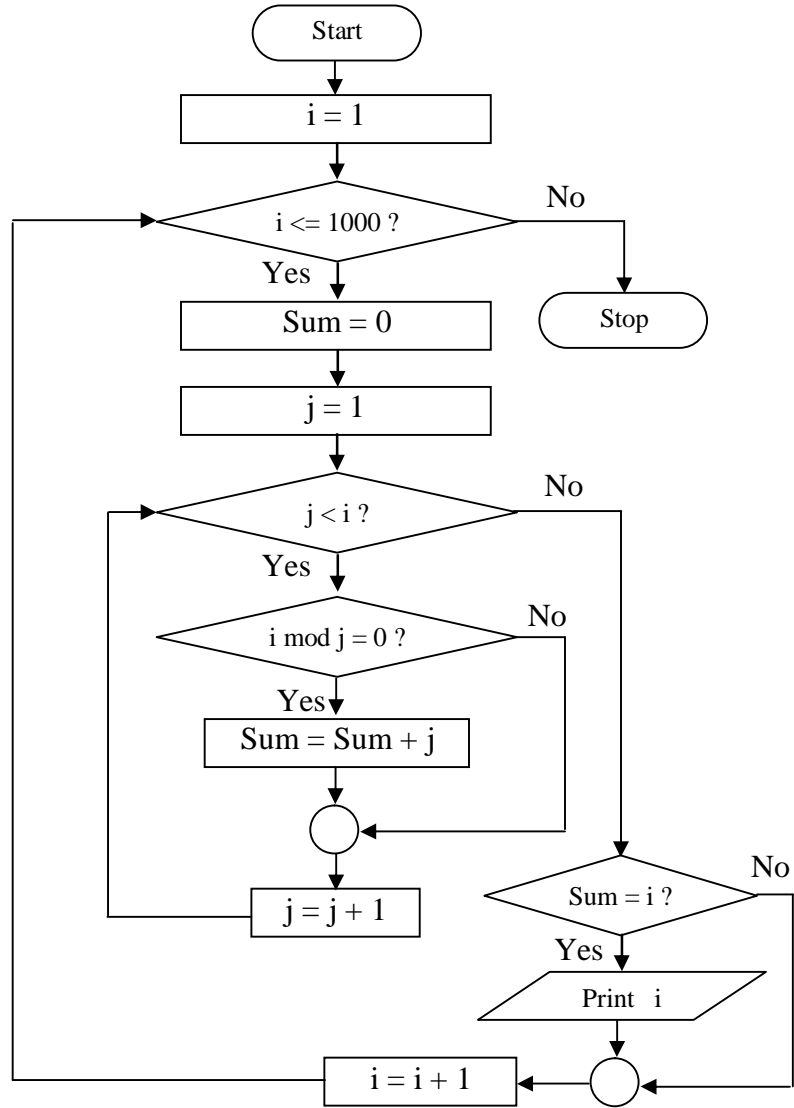 Start
i = 1
i <= 1000 ?
No
Yes
Sum = 0
Stop
j = 1
j < i ?
No
Yes
i mod j = 0 ?
No
Yes
Sum = Sum + j
j = j + 1
Sum = i ?
No
Yes
Print i
i = i + 1